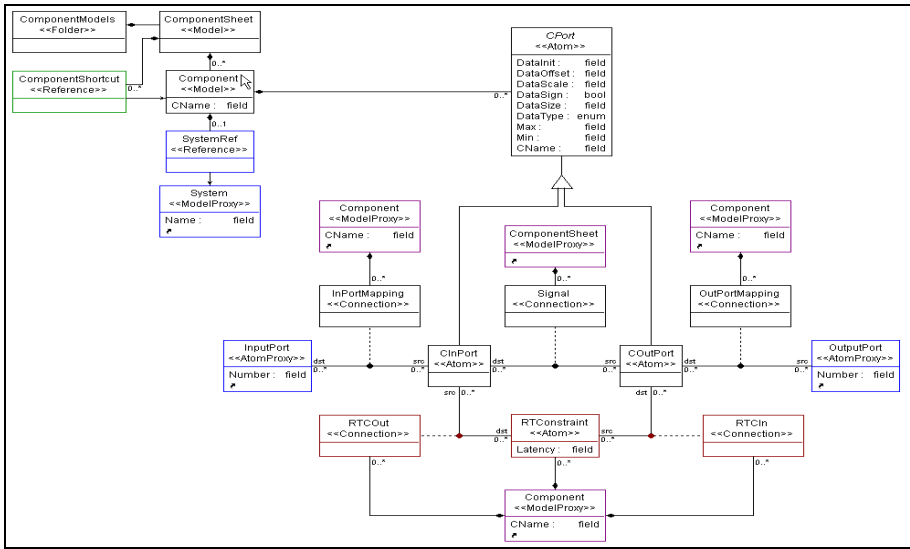 ComponentModels
<<Folder>>
ComponentSheet
<<Model>>
0..*
ComponentShortcut
<<Reference>>
0..*
Component
<<Model>>
CName : field
0..1
SystemRef
<<Reference>>
System
<<ModelProxy>>
Name : field
CPort
<<Atom>>
DataInit : field
DataOffset : field
DataScale : field
DataSign : bool
DataSize : field
DataType : enum
Max : field
Min : field
CName : field
0..*
Component
<<ModelProxy>>
CName : field
0..*
InPortMapping
<<Connection>>
ComponentSheet
<<ModelProxy>>
0..*
Signal
<<Connection>>
Component
<<ModelProxy>>
CName : field
0..*
OutPortMapping
<<Connection>>
InputPort
<<AtomProxy>>
Number : field
dst
0..*
src
0..*
CInPort
<<Atom>>
dst
0..*
src
0..*
COutPort
<<Atom>>
dst
0..*
src
0..*
OutputPort
<<AtomProxy>>
Number : field
src 0..*
dst 0..*
RTCOut
<<Connection>>
0..*
dst
0..*
RTConstraint
<<Atom>>
Latency : field
0..*
src
0..*
RTCIn
<<Connection>>
0..*
Component
<<ModelProxy>>
CName : field